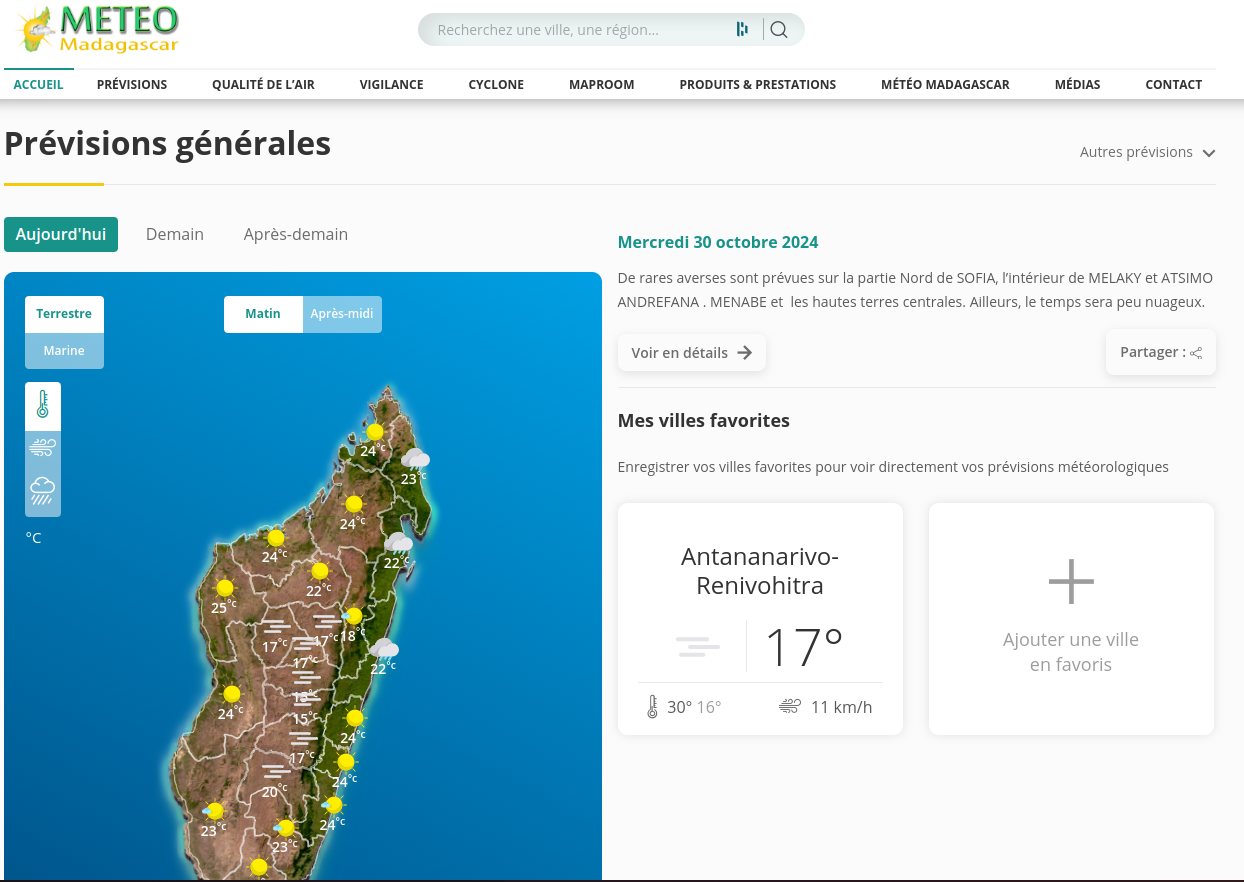 METEO
Madagascar
Recherchez une ville, une région...
ACCUEIL PRÉVISIONS QUALITÉ DE L’AIR VIGILANCE CYCLONE MAPROOM PRODUITS & PRESTATIONS MÉTÉO MADAGASCAR MÉDIAS CONTACT
Prévisions générales
Autres prévisions
Aujourd'hui Demain Après-demain
Terrestre
Marine
Matin Après-midi
°C
24°c
23°c
24°c
24°c
22°c
22°c
25°c
18°c
17°c
17°c
17°c
22°c
15°c
24°c
15°c
24°c
17°c
24°c
20°c
24°c
23°c
23°c
Mercredi 30 octobre 2024
De rares averses sont prévues sur la partie Nord de SOFIA, l’intérieur de MELAKY et ATSIMO
ANDREFANA . MENABE et les hautes terres centrales. Ailleurs, le temps sera peu nuageux.
Voir en détails
Partager :
Mes villes favorites
Enregistrer vos villes favorites pour voir directement vos prévisions météorologiques
Antananarivo-
Renivohitra
17°
30° 16° 11 km/h
Ajouter une ville
en favoris